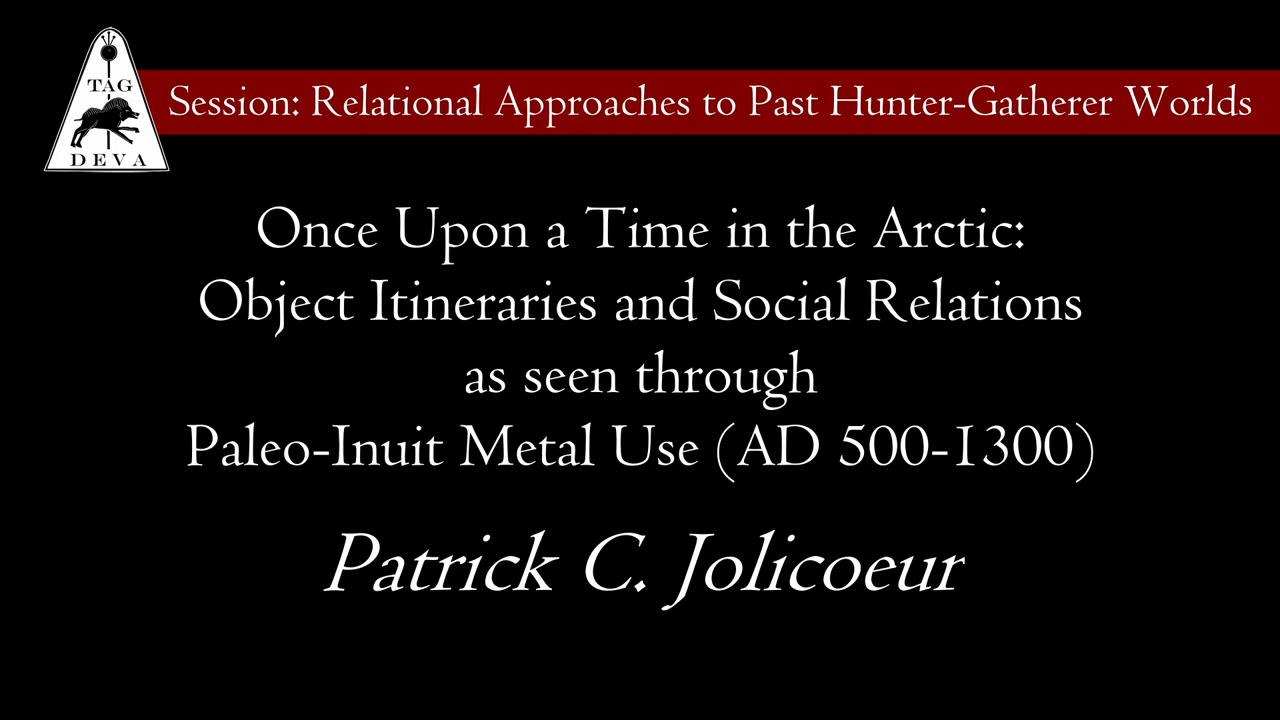 TAG
DEVA
Session: Relational Approaches to Past Hunter-Gatherer Worlds
Once Upon a Time in the Arctic:
Object Itineraries and Social Relations
as seen through
Paleo-Inuit Metal Use (AD 500-1300)
Patrick C. Jolicoeur